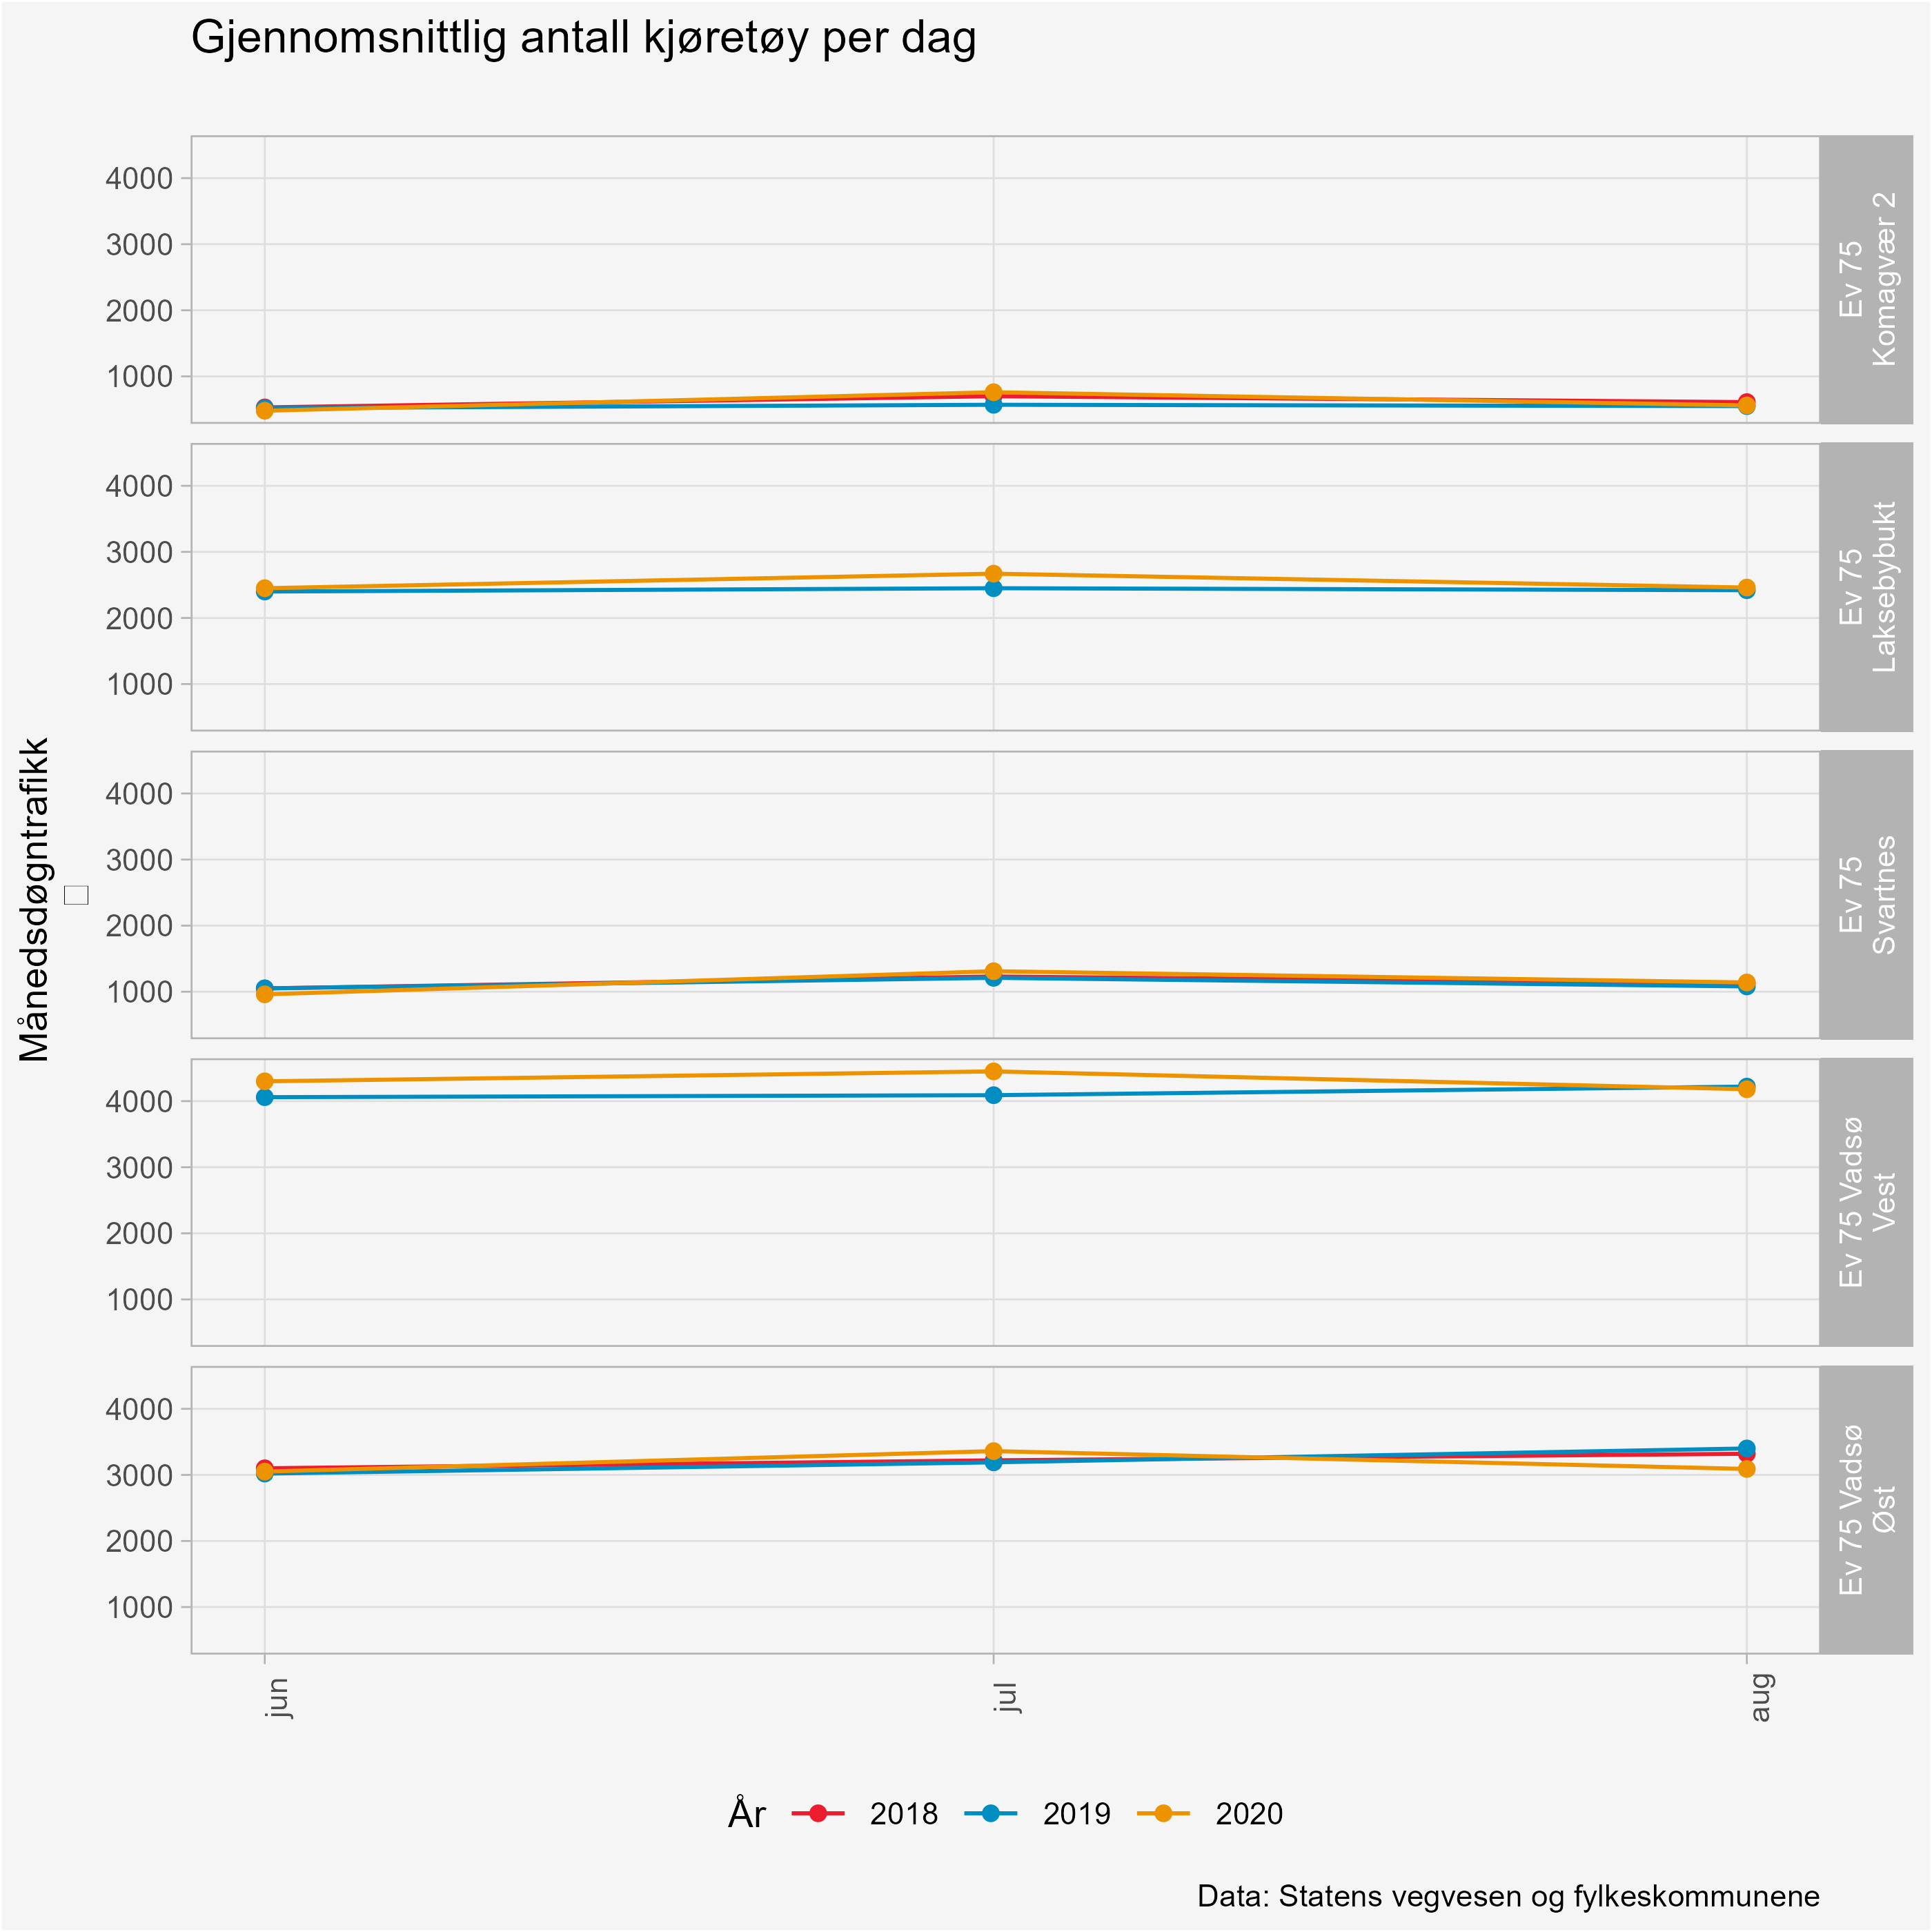 Gjennomsnittlig antall kjøretøy per dag
Månedsdøgntrafikk
4000
3000
2000
1000
Ev 75
Komagvær 2
4000
3000
2000
1000
Ev 75
Laksebybukt
4000
3000
2000
1000
Ev 75
Svartnes
4000
3000
2000
1000
Ev 75 Vadsø
Vest
4000
3000
2000
1000
Ev 75 Vadsø
Øst
jun jul aug
År 2018 2019 2020
Data: Statens vegvesen og fylkeskommunene